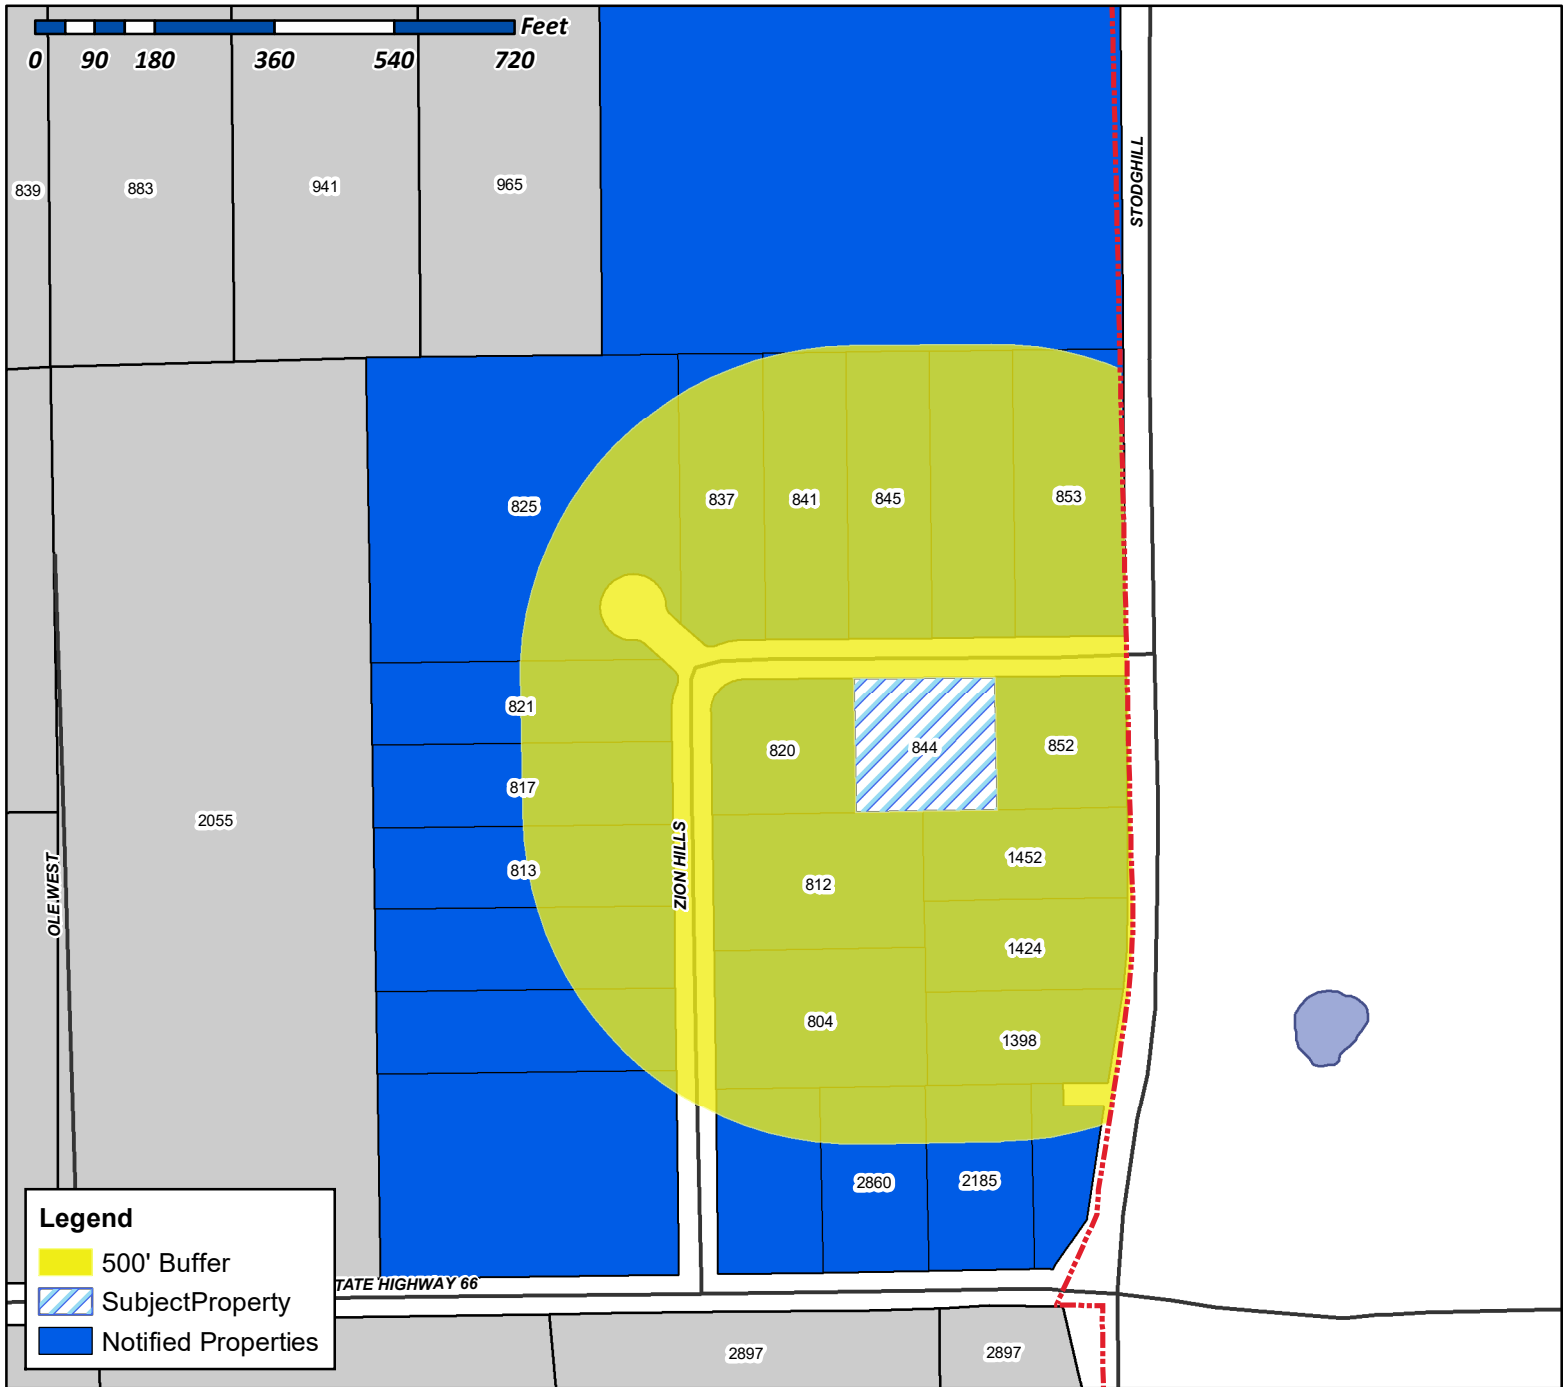 Feet
0 90 180 360 540 720
STODGHILL
839
883
941
965
825
837
841
845
853
821
820
844
852
817
2055
813
ZION HILLS
812
1452
OLE WEST
1424
804
1398
2860
2185
Legend
500' Buffer
SubjectProperty
Notified Properties
TATE HIGHWAY 66
2897
2897